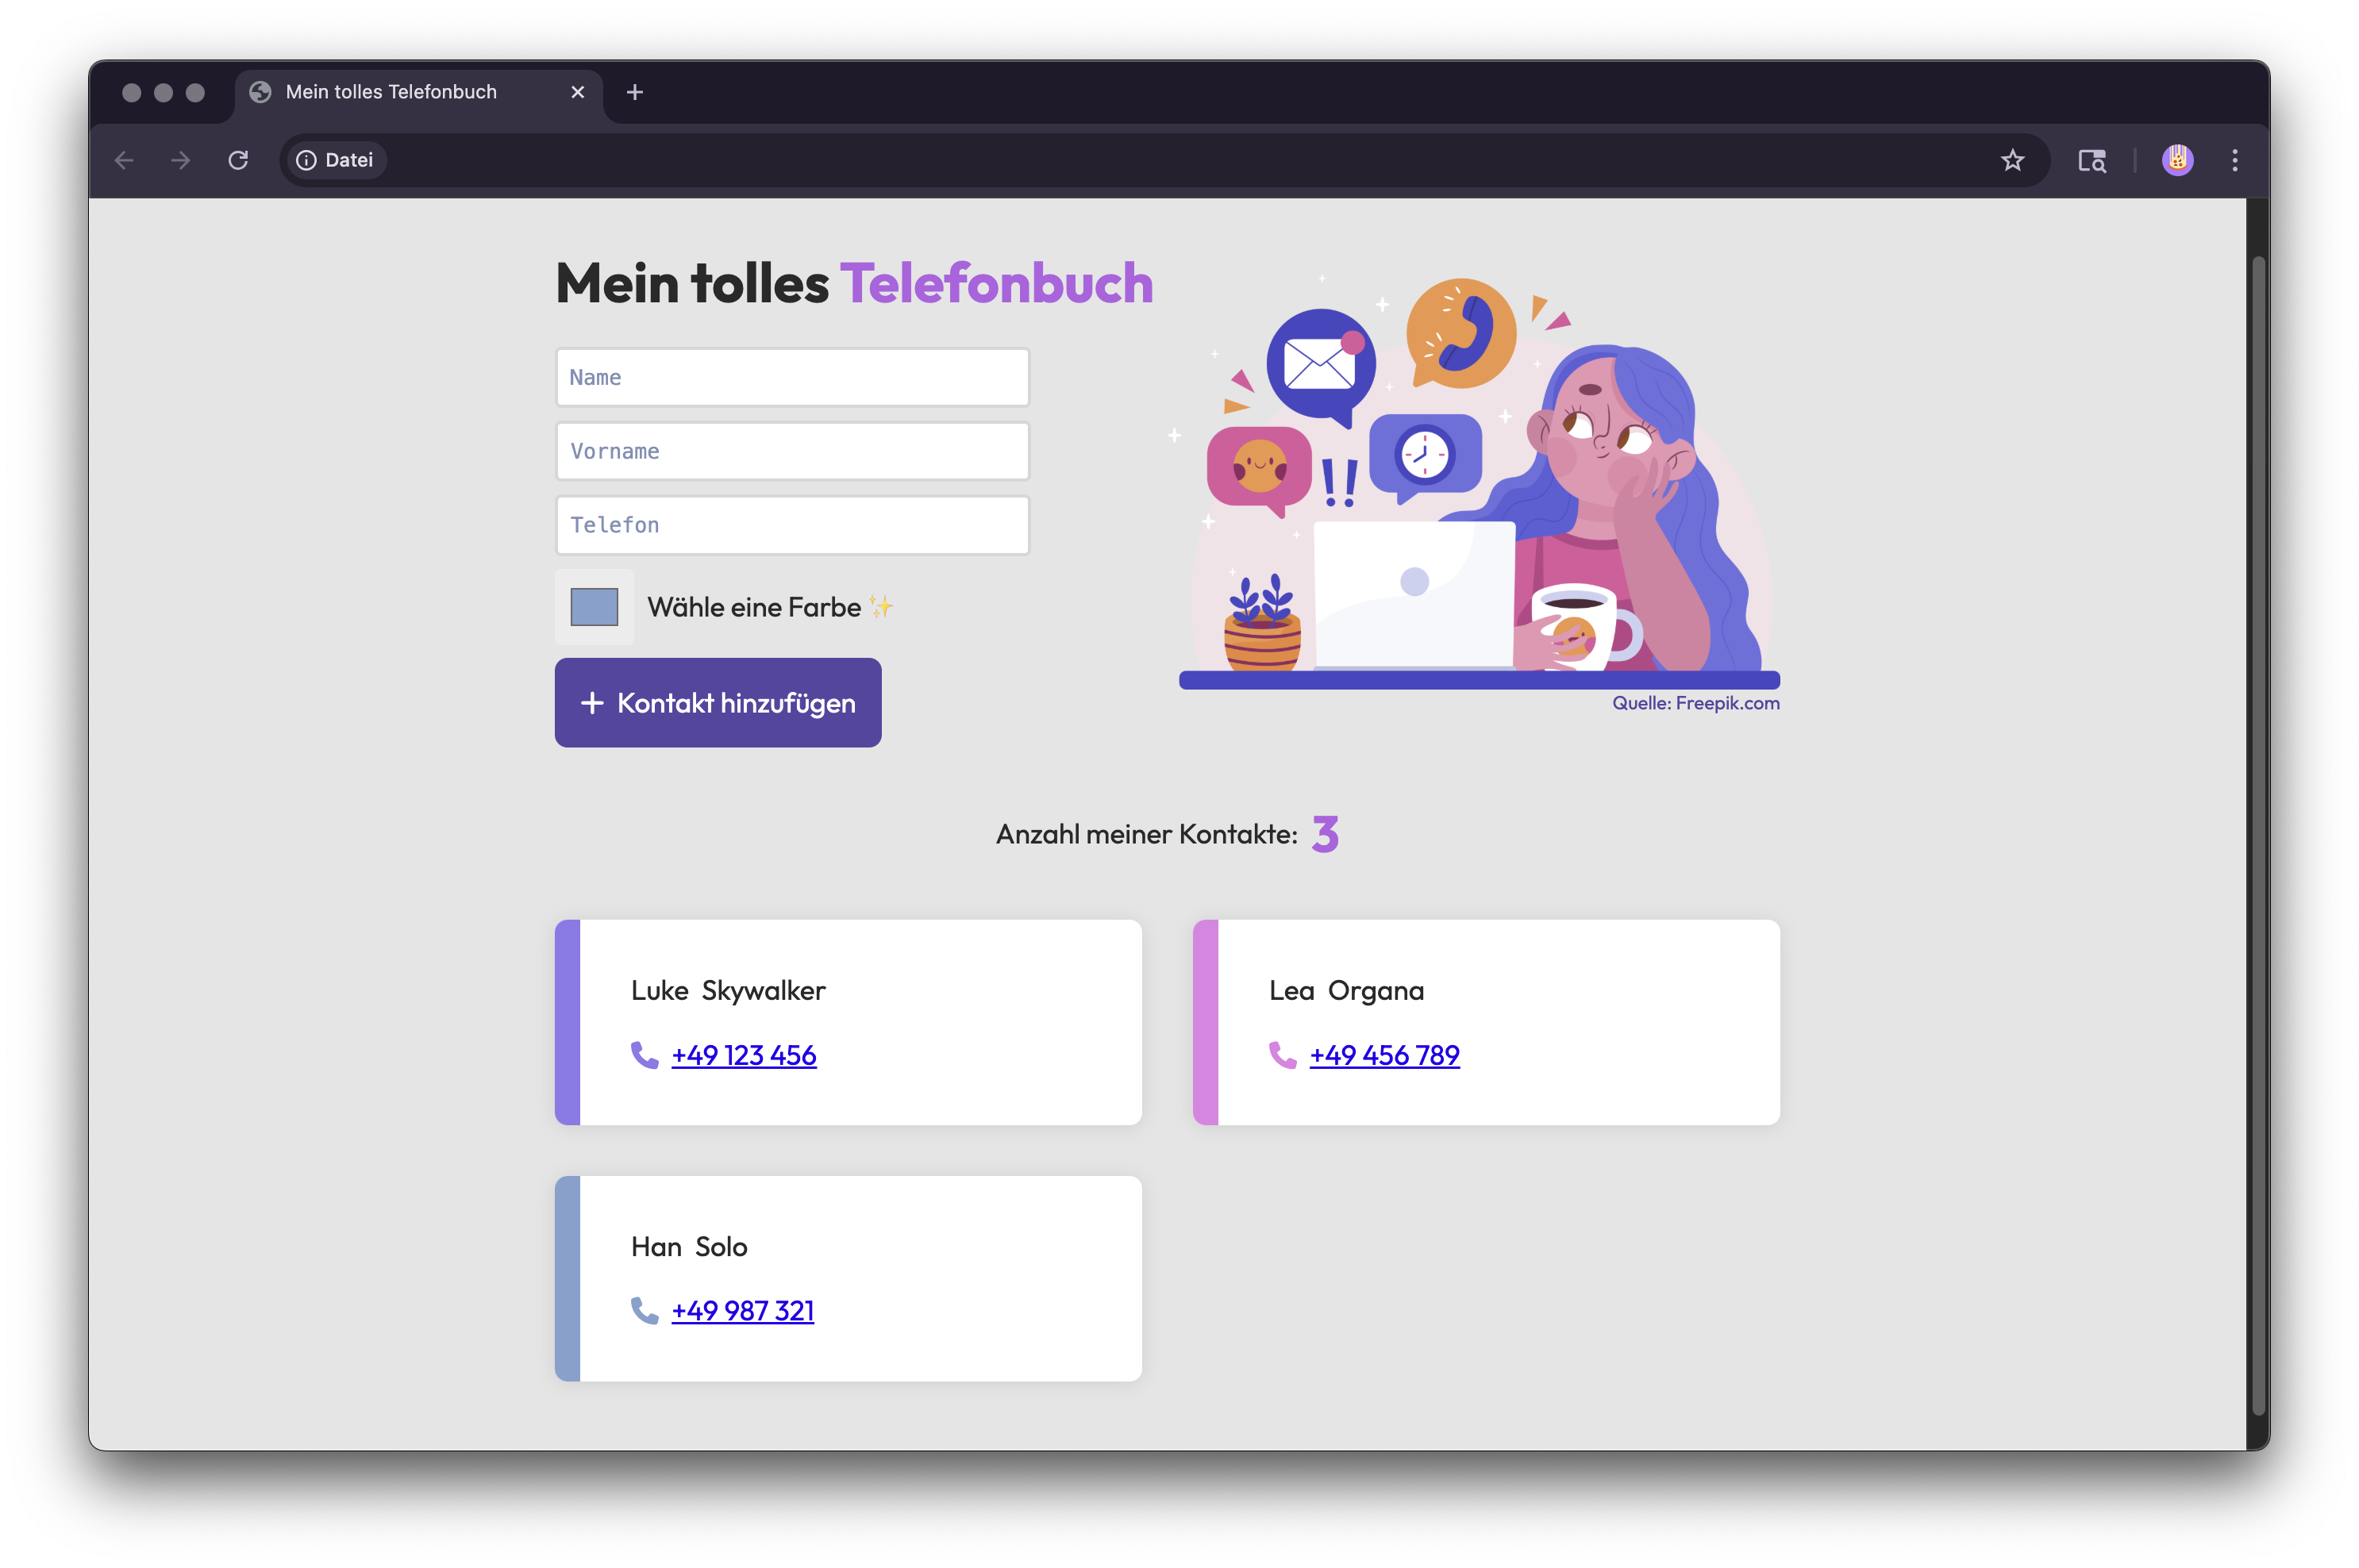 Mein tolles Telefonbuch
Datei
Mein tolles Telefonbuch
Name
Vorname
Telefon
Wähle eine Farbe ✨
+ Kontakt hinzufügen
!!
Quelle: Freepik.com
Anzahl meiner Kontakte: 3
Luke Skywalker
+49 123 456
Lea Organa
+49 456 789
Han Solo
+49 987 321